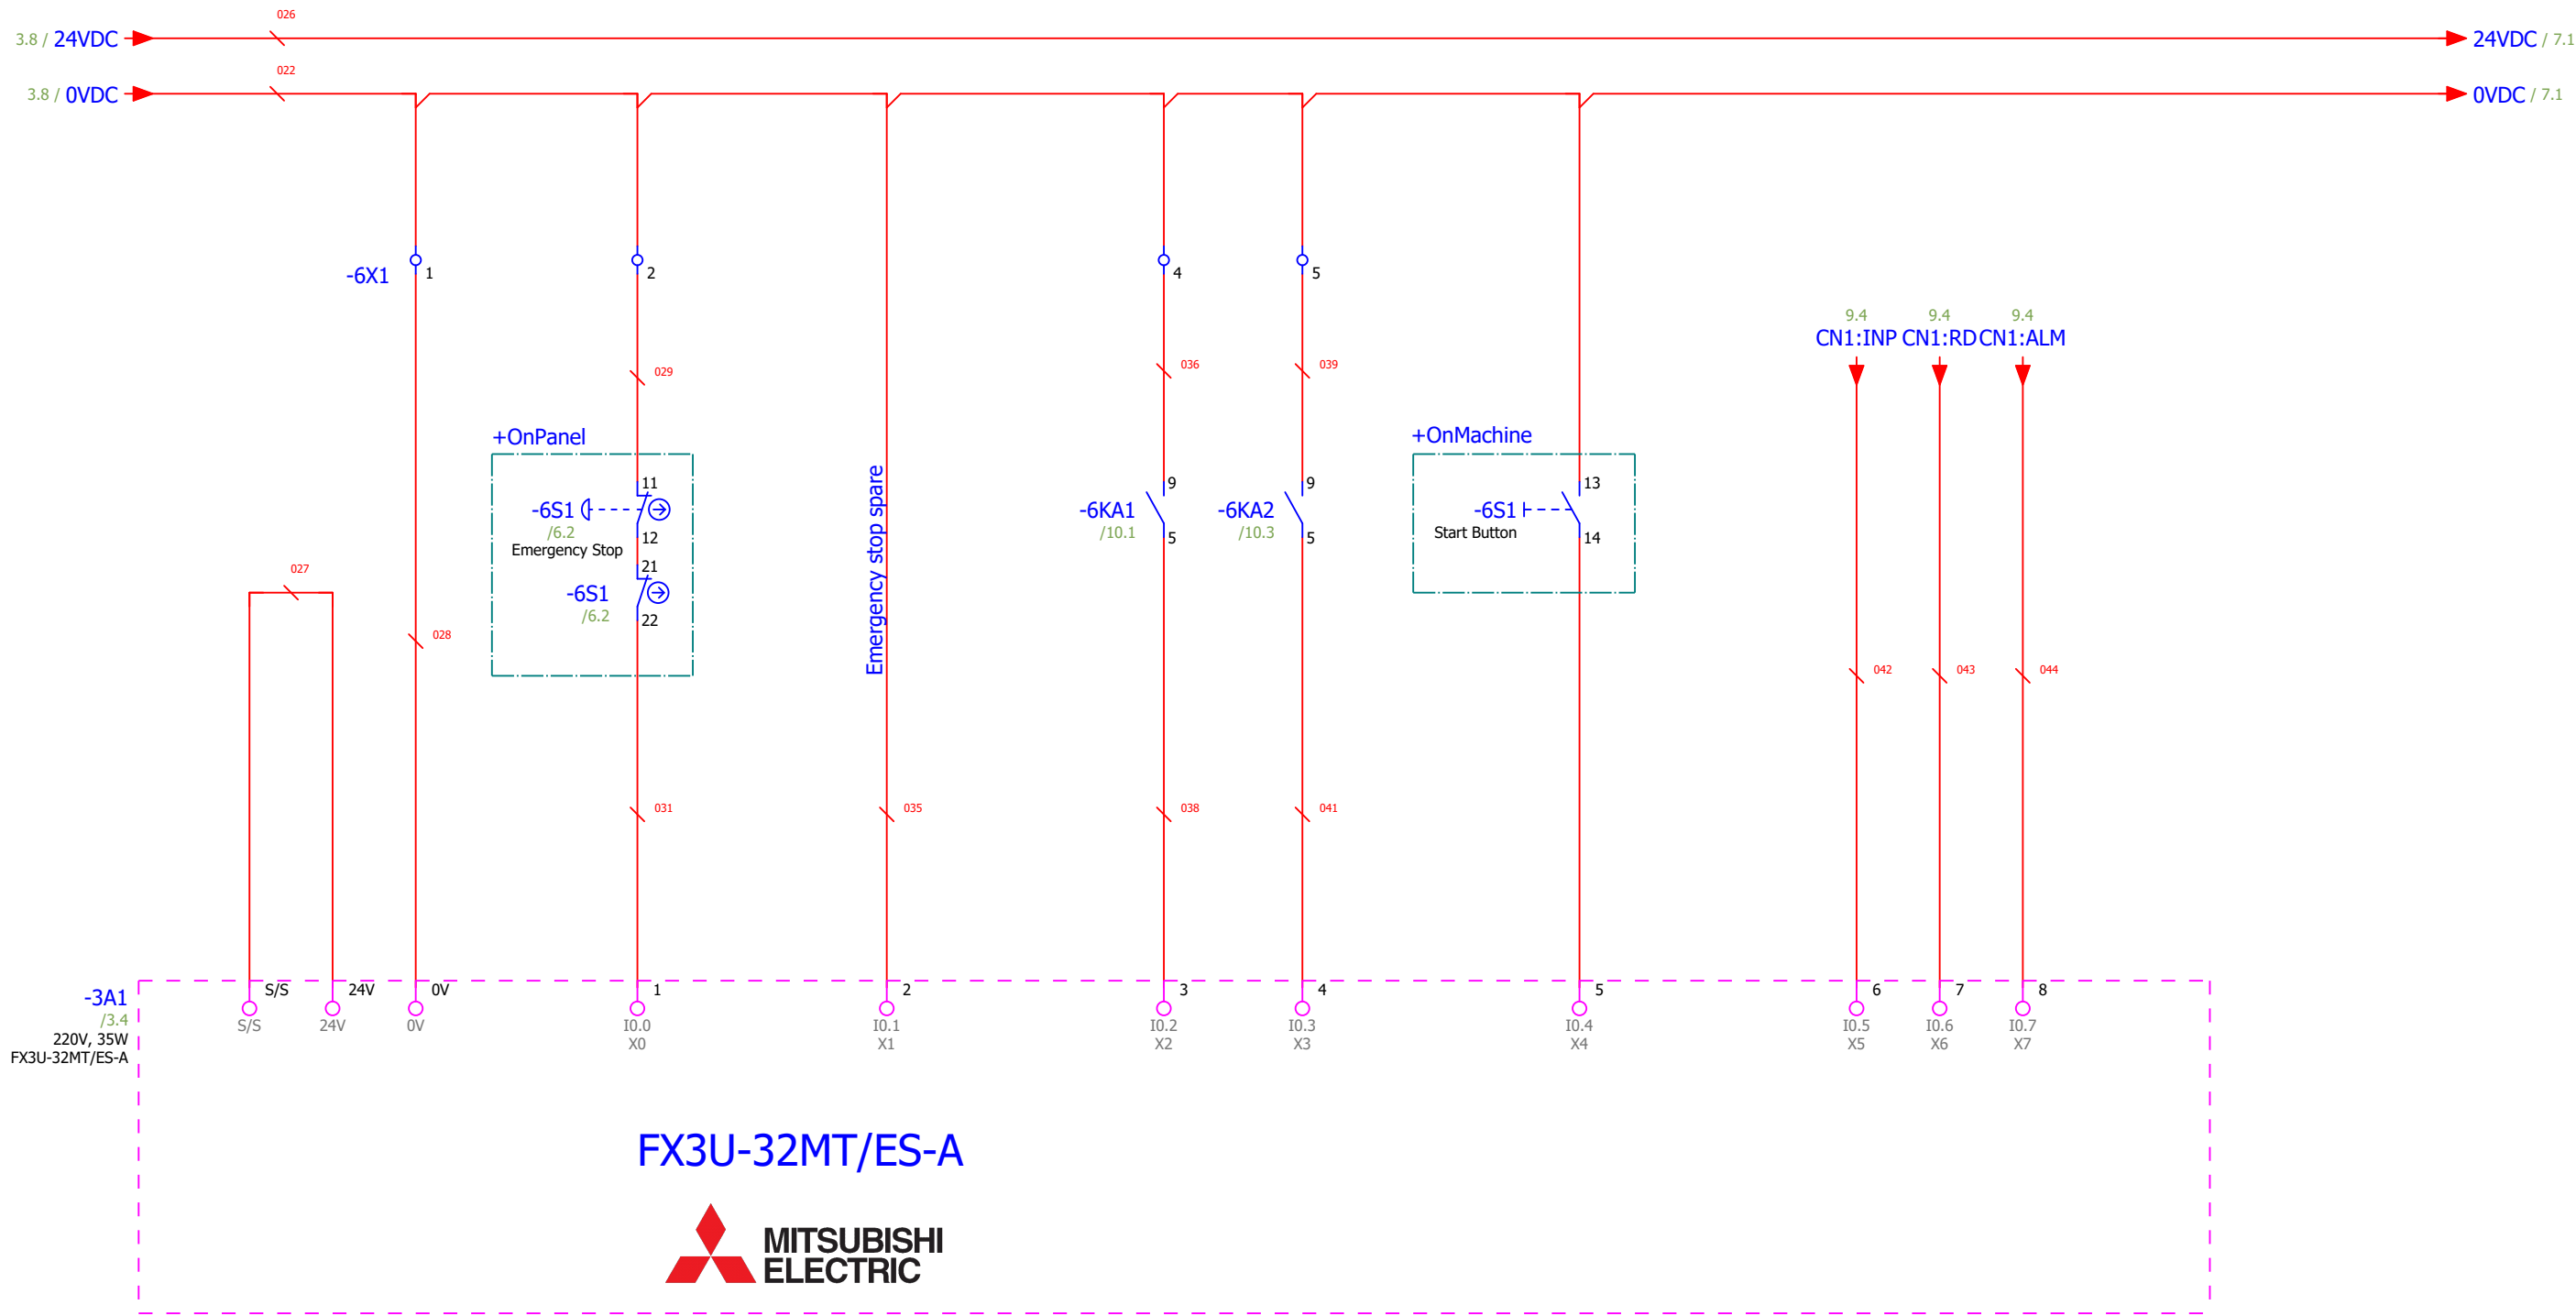 026
3.8 / 24VDC
24VDC / 7.1
022
3.8 / 0VDC
0VDC / 7.1
-6X1
1
2
4
5
9.4
9.4
9.4
CN1:INP
CN1:RD
CN1:ALM
029
036
039
+OnPanel
+OnMachine
11
-6S1
/6.2
12
Emergency Stop
21
-6S1
/6.2
22
Emergency stop spare
9
-6KA1
/10.1
5
9
-6KA2
/10.3
5
13
-6S1
Start Button
14
027
028
042
043
044
031
035
038
041
-3A1
/3.4
220V, 35W
FX3U-32MT/ES-A
S/S
24V
0V
1
2
3
4
5
6
7
8
S/S
24V
0V
I0.0
I0.1
I0.2
I0.3
I0.4
I0.5
I0.6
I0.7
X0
X1
X2
X3
X4
X5
X6
X7
FX3U-32MT/ES-A
MITSUBISHI
ELECTRIC